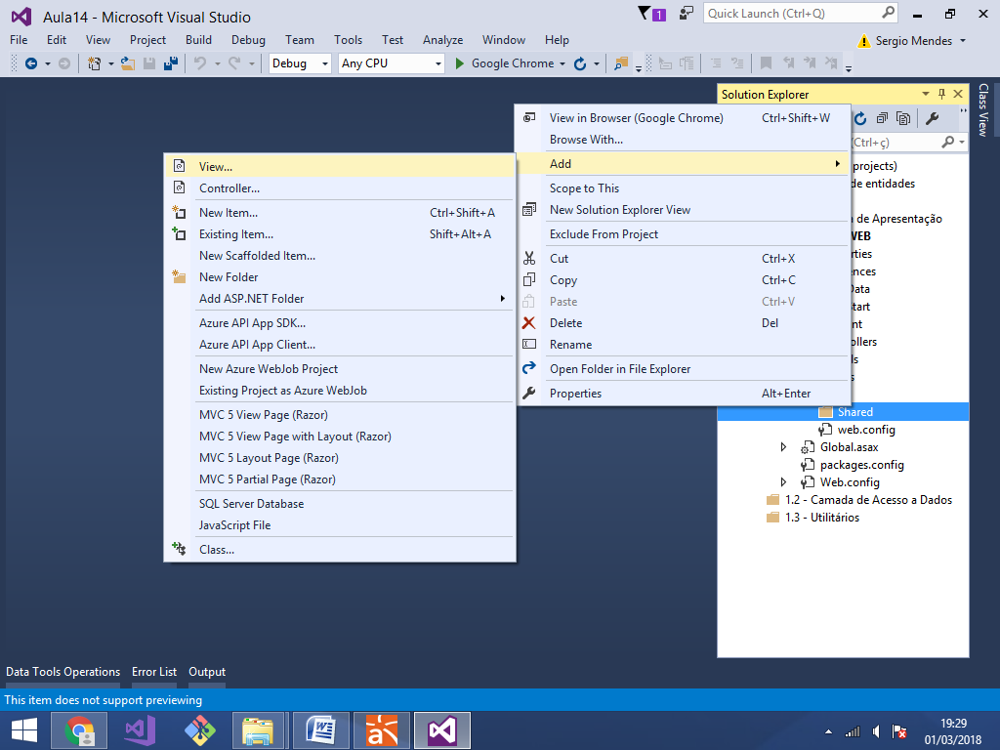 Aula14 - Microsoft Visual Studio
1
Quick Launch (Ctrl+Q)
File Edit View Project Build Debug Team Tools Test Analyze Window Help
Sergio Mendes
Debug Any CPU Google Chrome
Solution Explorer
Class View
(Ctrl+ç)
projects)
de entidades
a de Apresentação
WEB
rties
ences
Data
Start
nt
ollers
ls
s
Shared
web.config
Global.asax
packages.config
Web.config
1.2 - Camada de Acesso a Dados
1.3 - Utilitários
View in Browser (Google Chrome) Ctrl+Shift+W
Browse With...
Add
Scope to This
New Solution Explorer View
Exclude From Project
Cut Ctrl+X
Copy Ctrl+C
Paste Ctrl+V
Delete Del
Rename
Open Folder in File Explorer
Properties Alt+Enter
View...
Controller...
New Item... Ctrl+Shift+A
Existing Item... Shift+Alt+A
New Scaffolded Item...
New Folder
Add ASP.NET Folder
Azure API App SDK...
Azure API App Client...
New Azure WebJob Project
Existing Project as Azure WebJob
MVC 5 View Page (Razor)
MVC 5 View Page with Layout (Razor)
MVC 5 Layout Page (Razor)
MVC 5 Partial Page (Razor)
SQL Server Database
JavaScript File
Class...
Data Tools Operations Error List Output
This item does not support previewing
19:29
01/03/2018